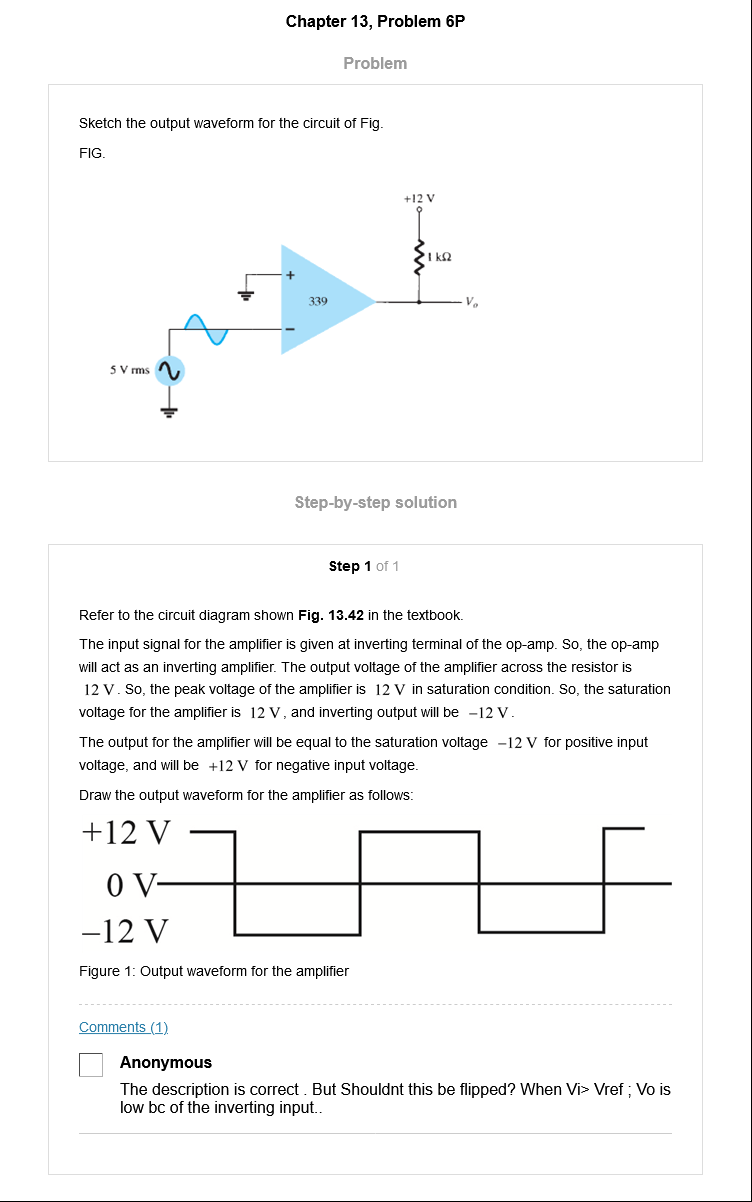 Chapter 13, Problem 6P
Problem
Sketch the output waveform for the circuit of Fig.
FIG.
+12 V
1 kΩ
+
339
Vo
−
5 V rms
Step-by-step solution
Step 1 of 1
Refer to the circuit diagram shown Fig. 13.42 in the textbook.
The input signal for the amplifier is given at inverting terminal of the op-amp. So, the op-amp
will act as an inverting amplifier. The output voltage of the amplifier across the resistor is
12 V. So, the peak voltage of the amplifier is 12 V in saturation condition. So, the saturation
voltage for the amplifier is 12 V, and inverting output will be −12 V.
The output for the amplifier will be equal to the saturation voltage −12 V for positive input
voltage, and will be +12 V for negative input voltage.
Draw the output waveform for the amplifier as follows:
+12 V
0 V
−12 V
Figure 1: Output waveform for the amplifier
Comments (1)
Anonymous
The description is correct . But Shouldnt this be flipped? When Vi> Vref ; Vo is
low bc of the inverting input..